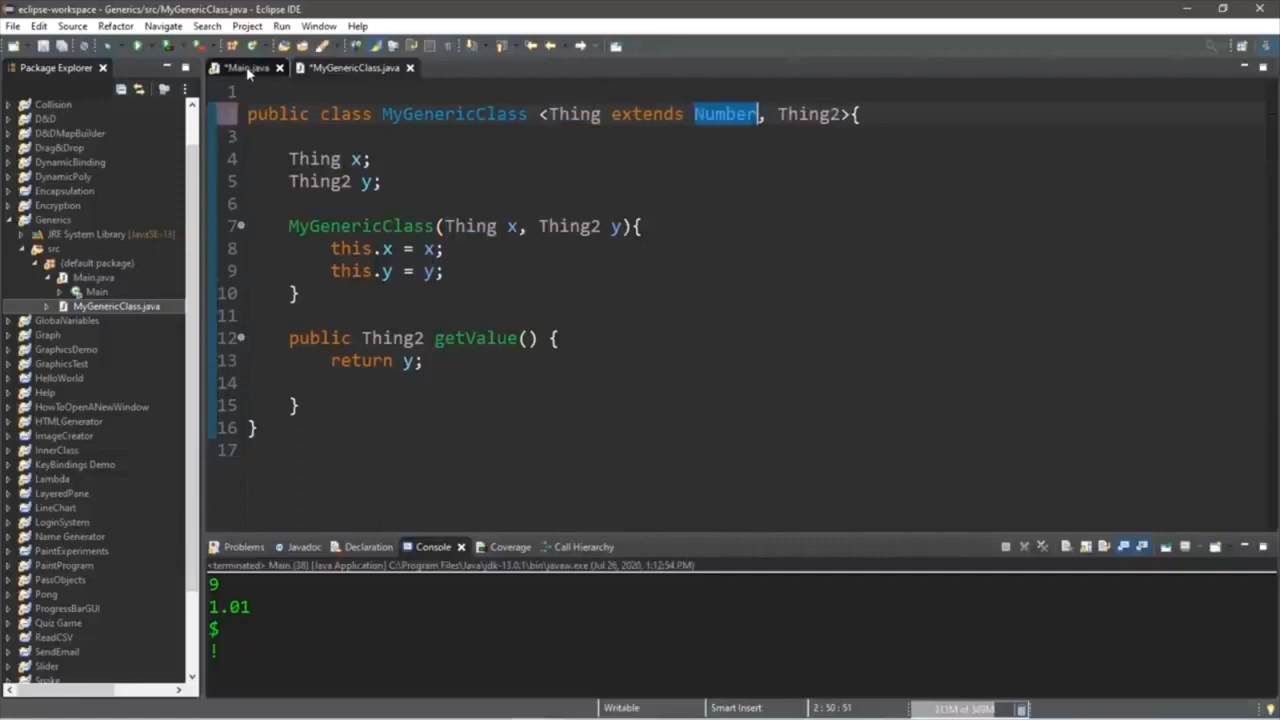 eclipse-workspace - Generics/src/MyGenericClass.java - Eclipse IDE
File Edit Source Refactor Navigate Search Project Run Window Help
Package Explorer
*Main.java
*MyGenericClass.java
Collision
D&D
D&DMapBuilder
Drag&Drop
DynamicBinding
DynamicPoly
Encapsulation
Encryption
Generics
JRE System Library [JavaSE-13]
src
(default package)
Main.java
Main
MyGenericClass.java
GlobalVariables
Graph
GraphicsDemo
GraphicsTest
HelloWorld
Help
HowToOpenANewWindow
HTMLGenerator
ImageCreator
InnerClass
KeyBindings Demo
Lambda
LayeredPane
LineChart
LoginSystem
Name Generator
PaintExperiments
PaintProgram
PassObjects
Pong
ProgressBarGUI
Quiz Game
ReadCSV
SendEmail
Slider
Snake
1
public class MyGenericClass <Thing extends Number, Thing2>{
3
4 Thing x;
5 Thing2 y;
6
7 MyGenericClass(Thing x, Thing2 y){
8 this.x = x;
9 this.y = y;
10 }
11
12 public Thing2 getValue() {
13 return y;
14
15 }
16 }
17
Problems Javadoc Declaration Console Coverage Call Hierarchy
<terminated> Main (38) [Java Application] C:\Program Files\Java\jdk-13.0.1\bin\javaw.exe (Jul 26, 2020, 1:12:54 PM)
9
1.01
$
!
Writable Smart Insert 2 : 50 : 51